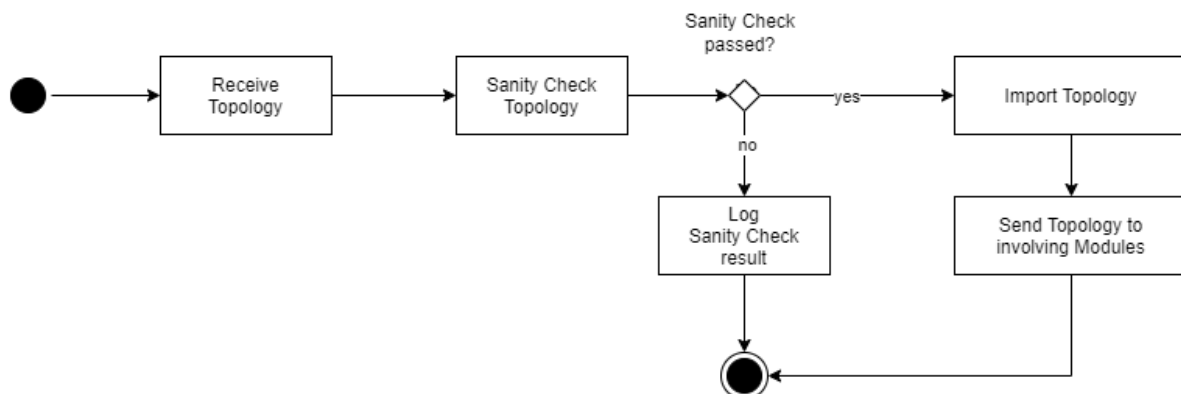 Sanity Check
passed?
Receive
Topology
Sanity Check
Topology
yes
Import Topology
no
Log
Sanity Check
result
Send Topology to
involving Modules